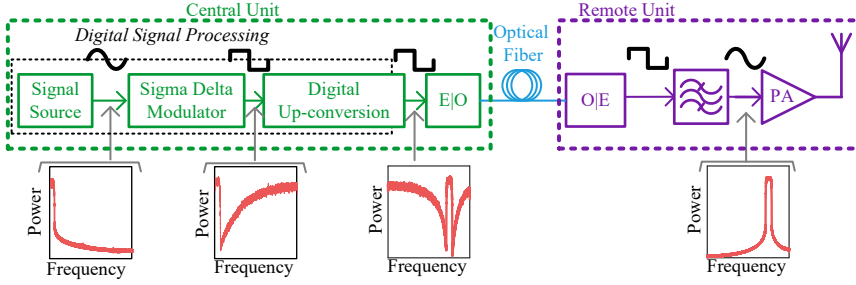 Central Unit
Remote Unit
Digital Signal Processing
Optical
Fiber
Signal
Source
Sigma Delta
Modulator
Digital
Up-conversion
E|O
O|E
PA
Power
Frequency
Power
Frequency
Power
Frequency
Power
Frequency